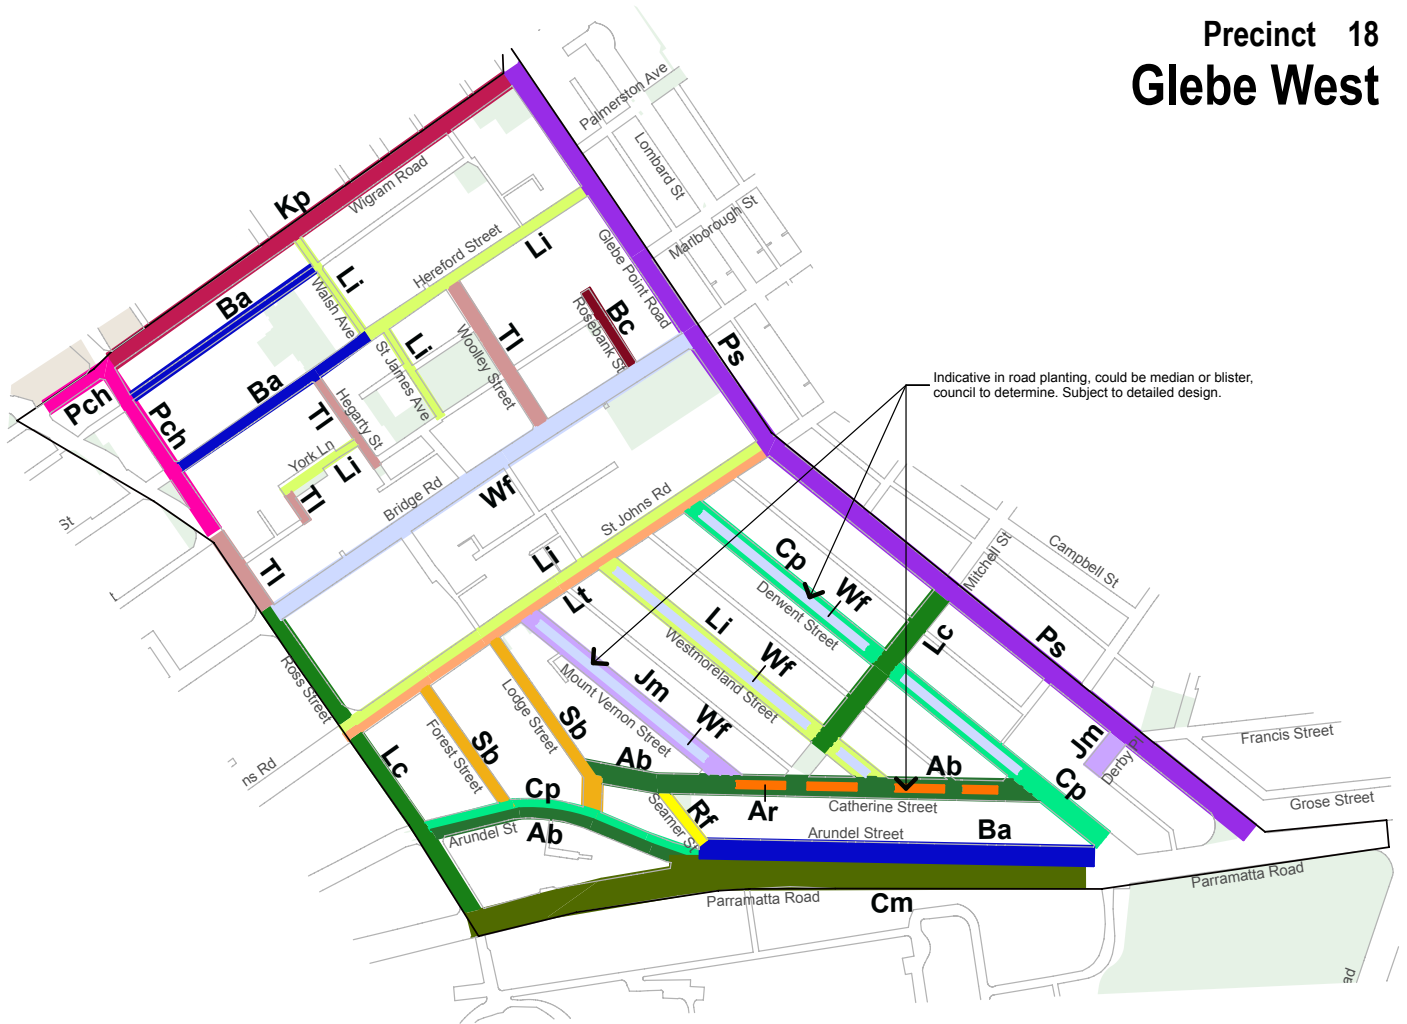 Precinct 18
Glebe West
Palmerston Ave
Lombard St
Marlborough St
Kp
Wigram Road
Hereford Street
Li
Glebe Point Road
Ba
Li
Walsh Ave
Bc
Rosebank St
Tl
Woolley Street
Li
St James Ave
Ps
Pch
Pch
Ba
Tl
Hegarty St
York Ln
Li
Tl
Indicative in road planting, could be median or blister,
council to determine. Subject to detailed design.
St
Bridge Rd
Wf
St Johns Rd
Tl
Li
Lt
Cp
Wf
Derwent Street
Mitchell St
Campbell St
Li
Wf
Westmoreland Street
Lc
Ps
Ross Street
Jm
Wf
Mount Vernon Street
Sb
Lodge Street
Sb
Forest Street
Lc
ns Rd
Ab
Ab
Jm
Derby Pl
Francis Street
Cp
Cp
Grose Street
Ar
Catherine Street
Rf
Seamer St
Arundel St
Ab
Arundel Street
Ba
Parramatta Road
Cm
Parramatta Road
ad